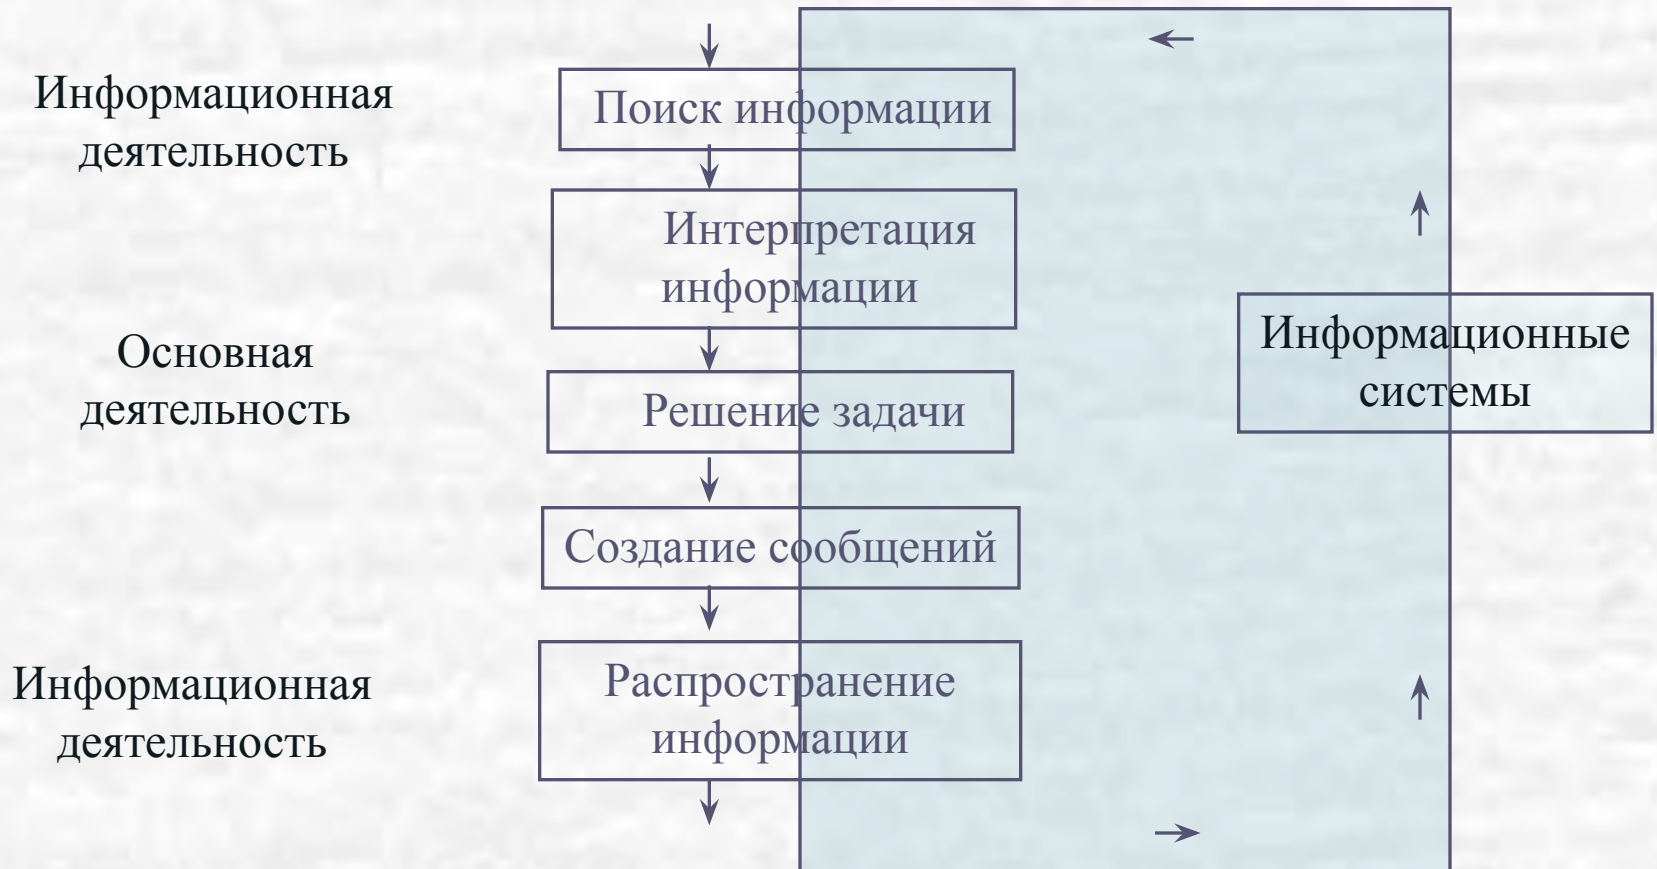 Информационная
деятельность
Основная
деятельность
Информационная
деятельность
Поиск информации
Интерпретация
информации
Решение задачи
Создание сообщений
Распространение
информации
Информационные
системы